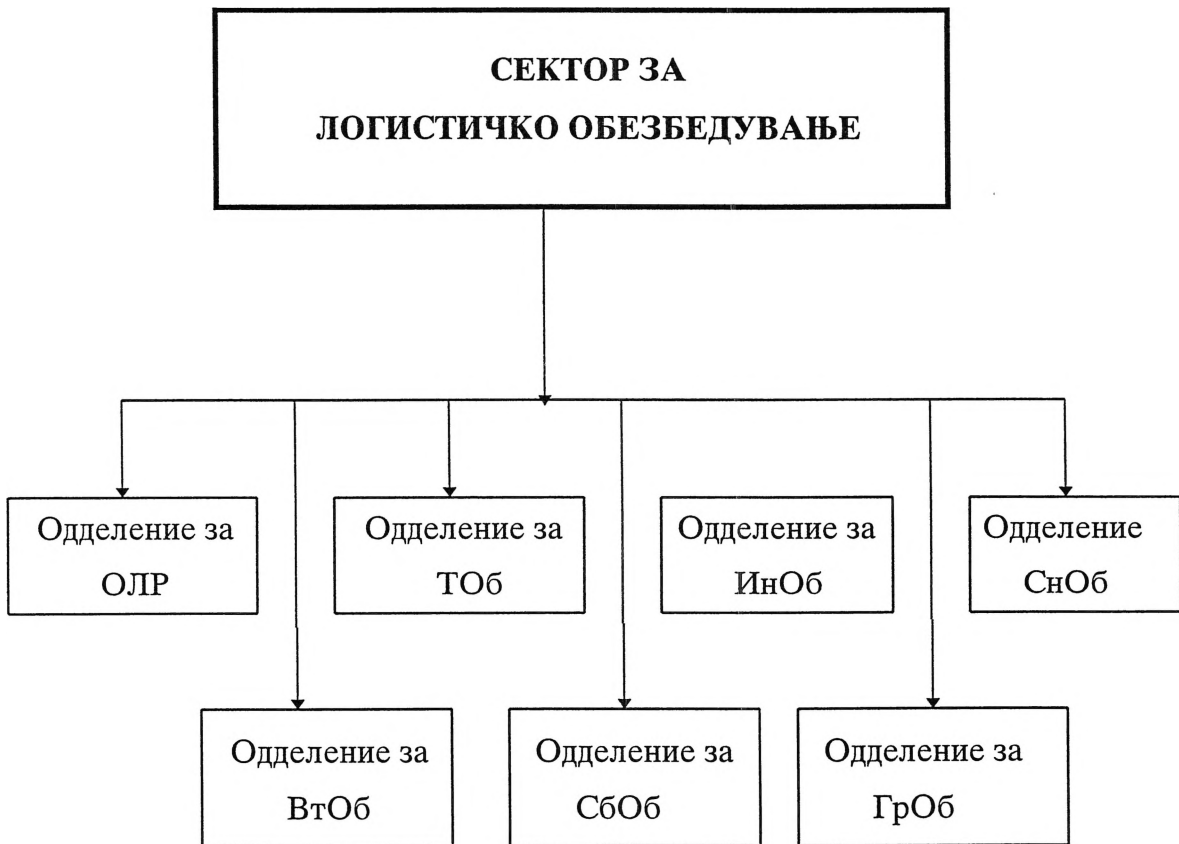 СЕКТОР ЗА
ЛОГИСТИЧКО ОБЕЗБЕДУВАЊЕ
Одделение за
ОЛР
Одделение за
ТОб
Одделение за
ИнОб
Одделение
СнОб
Одделение за
ВтОб
Одделение за
СбОб
Одделение за
ГрОб